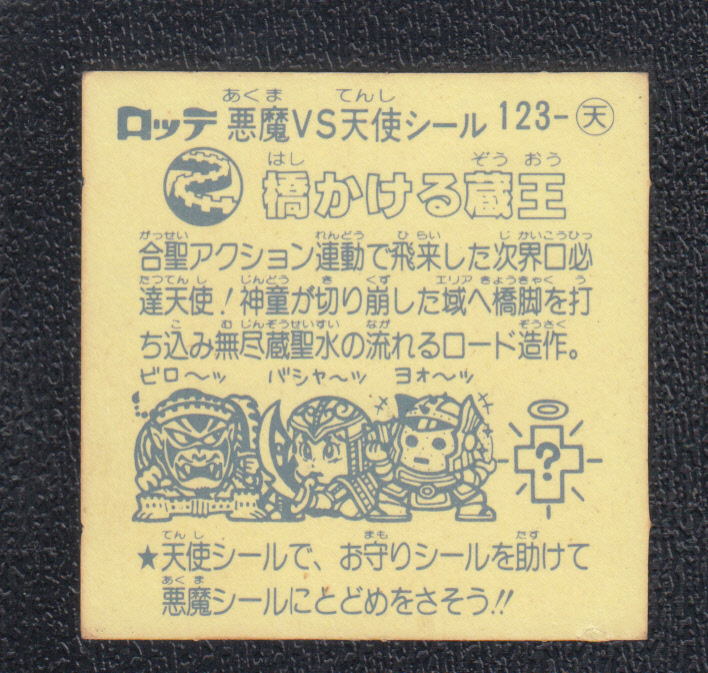 ロッテ 悪魔VS天使シール 123-天
あくま てんし
橋かける蔵王
はし ぞうおう
合聖アクション連動で飛来した次界口必
がっせい れんどう ひらい じかいこうひっ
達天使！神童が切り崩した域へ橋脚を打
たつてんし じんどう き くず エリア きょうきゃく う
ち込み無尽蔵聖水の流れるロード造作。
こ むじんぞうせいすい なが ぞうさく
ビロ〜ッ バシャ〜ッ ヨォ〜ッ
?
★天使シールで、お守りシールを助けて
てんし まも たす
悪魔シールにとどめをさそう!!
あくま